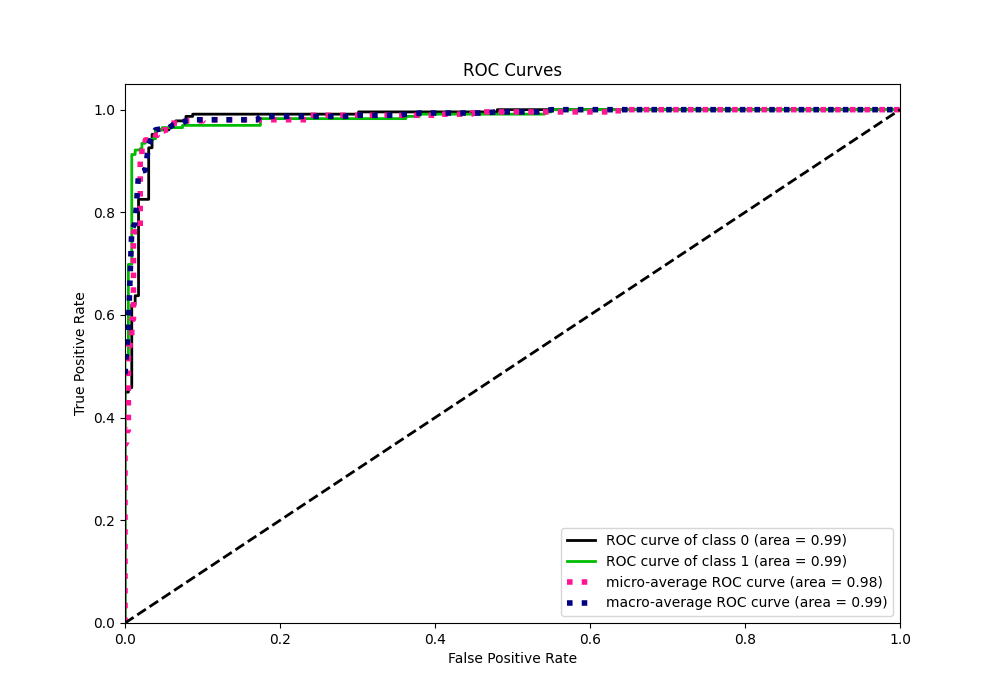 ROC Curves
True Positive Rate
1.0
0.8
0.6
0.4
0.2
0.0
ROC curve of class 0 (area = 0.99)
ROC curve of class 1 (area = 0.99)
micro-average ROC curve (area = 0.98)
macro-average ROC curve (area = 0.99)
0.0 0.2 0.4 0.6 0.8 1.0
False Positive Rate